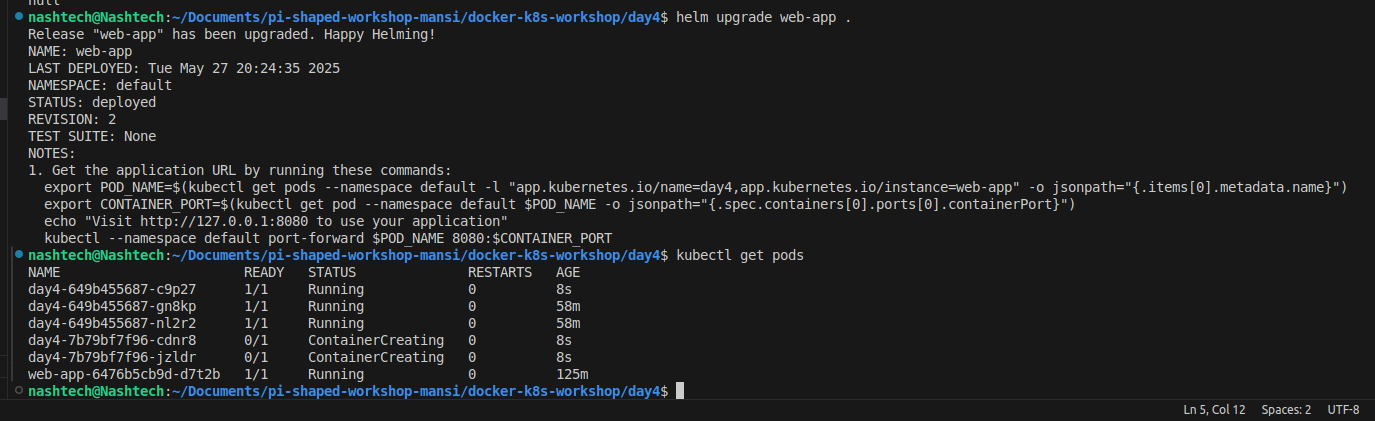 null
nashtech@Nashtech:~/Documents/pi-shaped-workshop-mansi/docker-k8s-workshop/day4$ helm upgrade web-app .
Release "web-app" has been upgraded. Happy Helming!
NAME: web-app
LAST DEPLOYED: Tue May 27 20:24:35 2025
NAMESPACE: default
STATUS: deployed
REVISION: 2
TEST SUITE: None
NOTES:
1. Get the application URL by running these commands:
  export POD_NAME=$(kubectl get pods --namespace default -l "app.kubernetes.io/name=day4,app.kubernetes.io/instance=web-app" -o jsonpath="{.items[0].metadata.name}")
  export CONTAINER_PORT=$(kubectl get pod --namespace default $POD_NAME -o jsonpath="{.spec.containers[0].ports[0].containerPort}")
  echo "Visit http://127.0.0.1:8080 to use your application"
  kubectl --namespace default port-forward $POD_NAME 8080:$CONTAINER_PORT
nashtech@Nashtech:~/Documents/pi-shaped-workshop-mansi/docker-k8s-workshop/day4$ kubectl get pods
NAME                       READY   STATUS              RESTARTS   AGE
day4-649b455687-c9p27      1/1     Running             0          8s
day4-649b455687-gn8kp      1/1     Running             0          58m
day4-649b455687-nl2r2      1/1     Running             0          58m
day4-7b79bf7f96-cdnr8      0/1     ContainerCreating   0          8s
day4-7b79bf7f96-jzldr      0/1     ContainerCreating   0          8s
web-app-6476b5cb9d-d7t2b   1/1     Running             0          125m
nashtech@Nashtech:~/Documents/pi-shaped-workshop-mansi/docker-k8s-workshop/day4$
Ln 5, Col 12 Spaces: 2 UTF-8